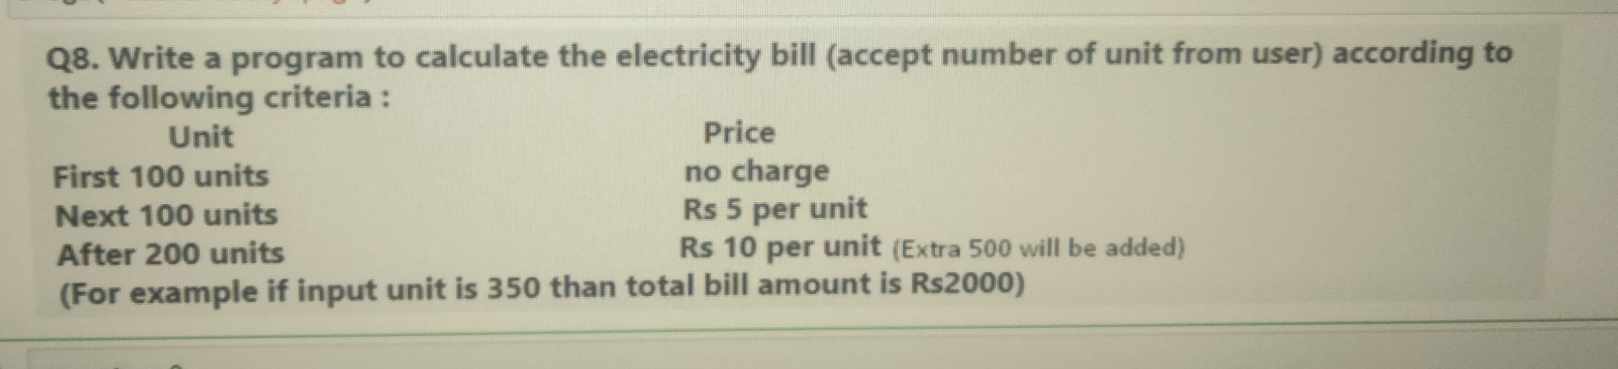 Q8. Write a program to calculate the electricity bill (accept number of unit from user) according to
the following criteria :
Unit Price
First 100 units no charge
Next 100 units Rs 5 per unit
After 200 units Rs 10 per unit (Extra 500 will be added)
(For example if input unit is 350 than total bill amount is Rs2000)